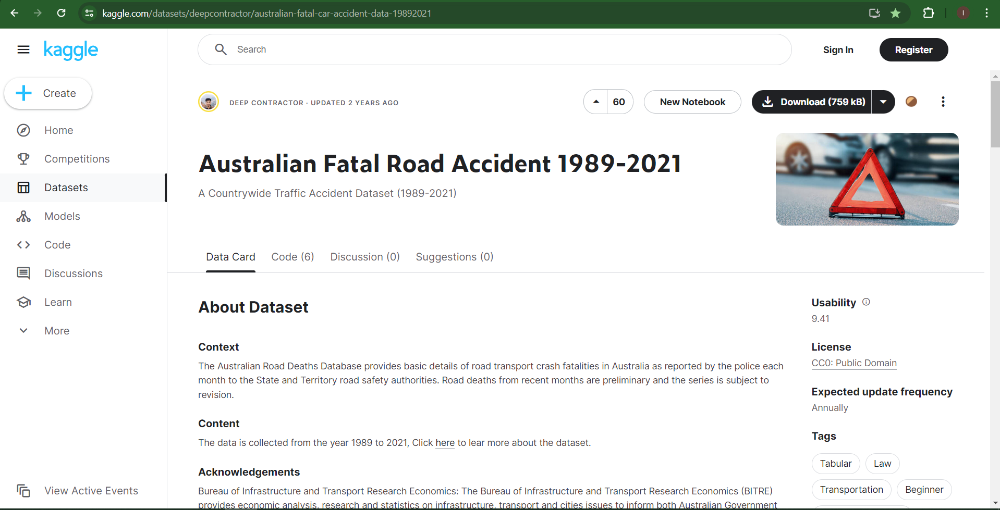 kaggle.com/datasets/deepcontractor/australian-fatal-car-accident-data-19892021
I
kaggle
Search
Sign In
Register
Create
Home
Competitions
Datasets
Models
Code
Discussions
Learn
More
View Active Events
DEEP CONTRACTOR · UPDATED 2 YEARS AGO
60
New Notebook
Download (759 kB)
Australian Fatal Road Accident 1989-2021
A Countrywide Traffic Accident Dataset (1989-2021)
Data Card
Code (6)
Discussion (0)
Suggestions (0)
About Dataset
Context
The Australian Road Deaths Database provides basic details of road transport crash fatalities in Australia as reported by the police each
month to the State and Territory road safety authorities. Road deaths from recent months are preliminary and the series is subject to
revision.
Content
The data is collected from the year 1989 to 2021, Click here to lear more about the dataset.
Acknowledgements
Bureau of Infrastructure and Transport Research Economics: The Bureau of Infrastructure and Transport Research Economics (BITRE)
provides economic analysis, research and statistics on infrastructure, transport and cities issues to inform both Australian Government
Usability
9.41
License
CC0: Public Domain
Expected update frequency
Annually
Tags
Tabular
Law
Transportation
Beginner